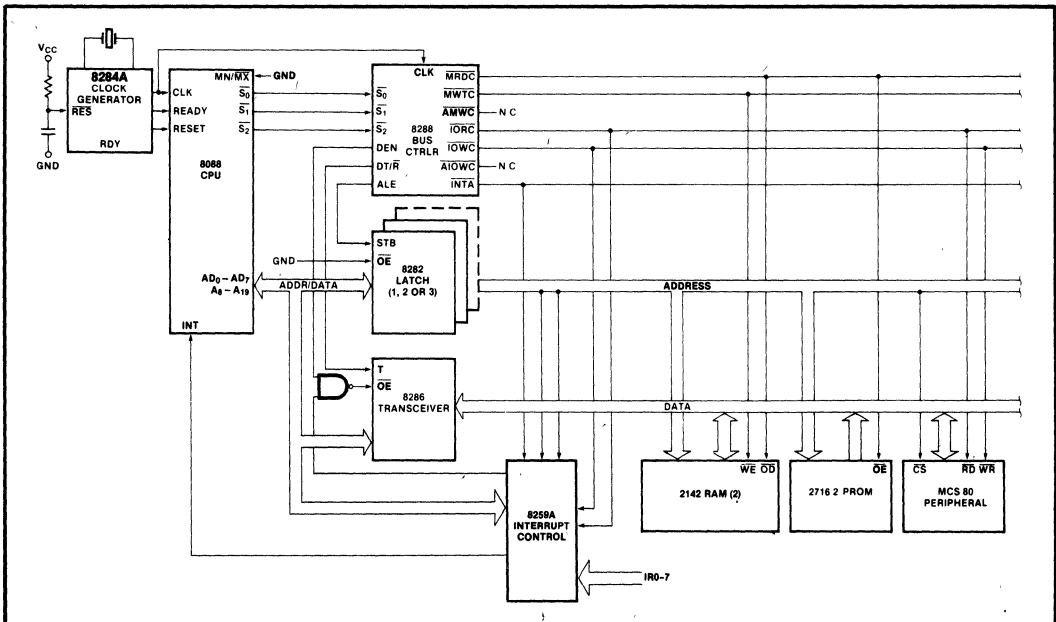 VCC
8284A
CLOCK
GENERATOR
RES
RDY
GND
MN/MX
GND
CLK
READY
RESET
S0
S1
S2
8088
CPU
AD0 – AD7
A8 – A19
INT
CLK
S0
S1
S2
DEN
DT/R
ALE
8288
BUS
CTRLR
MRDC
MWTC
AMWC
N C
IORC
IOWC
AIOWC
N C
INTA
STB
GND
OE
8282
LATCH
(1, 2 OR 3)
ADDR/DATA
ADDRESS
T
OE
8286
TRANSCEIVER
DATA
8259A
INTERRUPT
CONTROL
IR0-7
WE OD
2142 RAM (2)
OE
2716 2 PROM
CS RD WR
MCS 80
PERIPHERAL